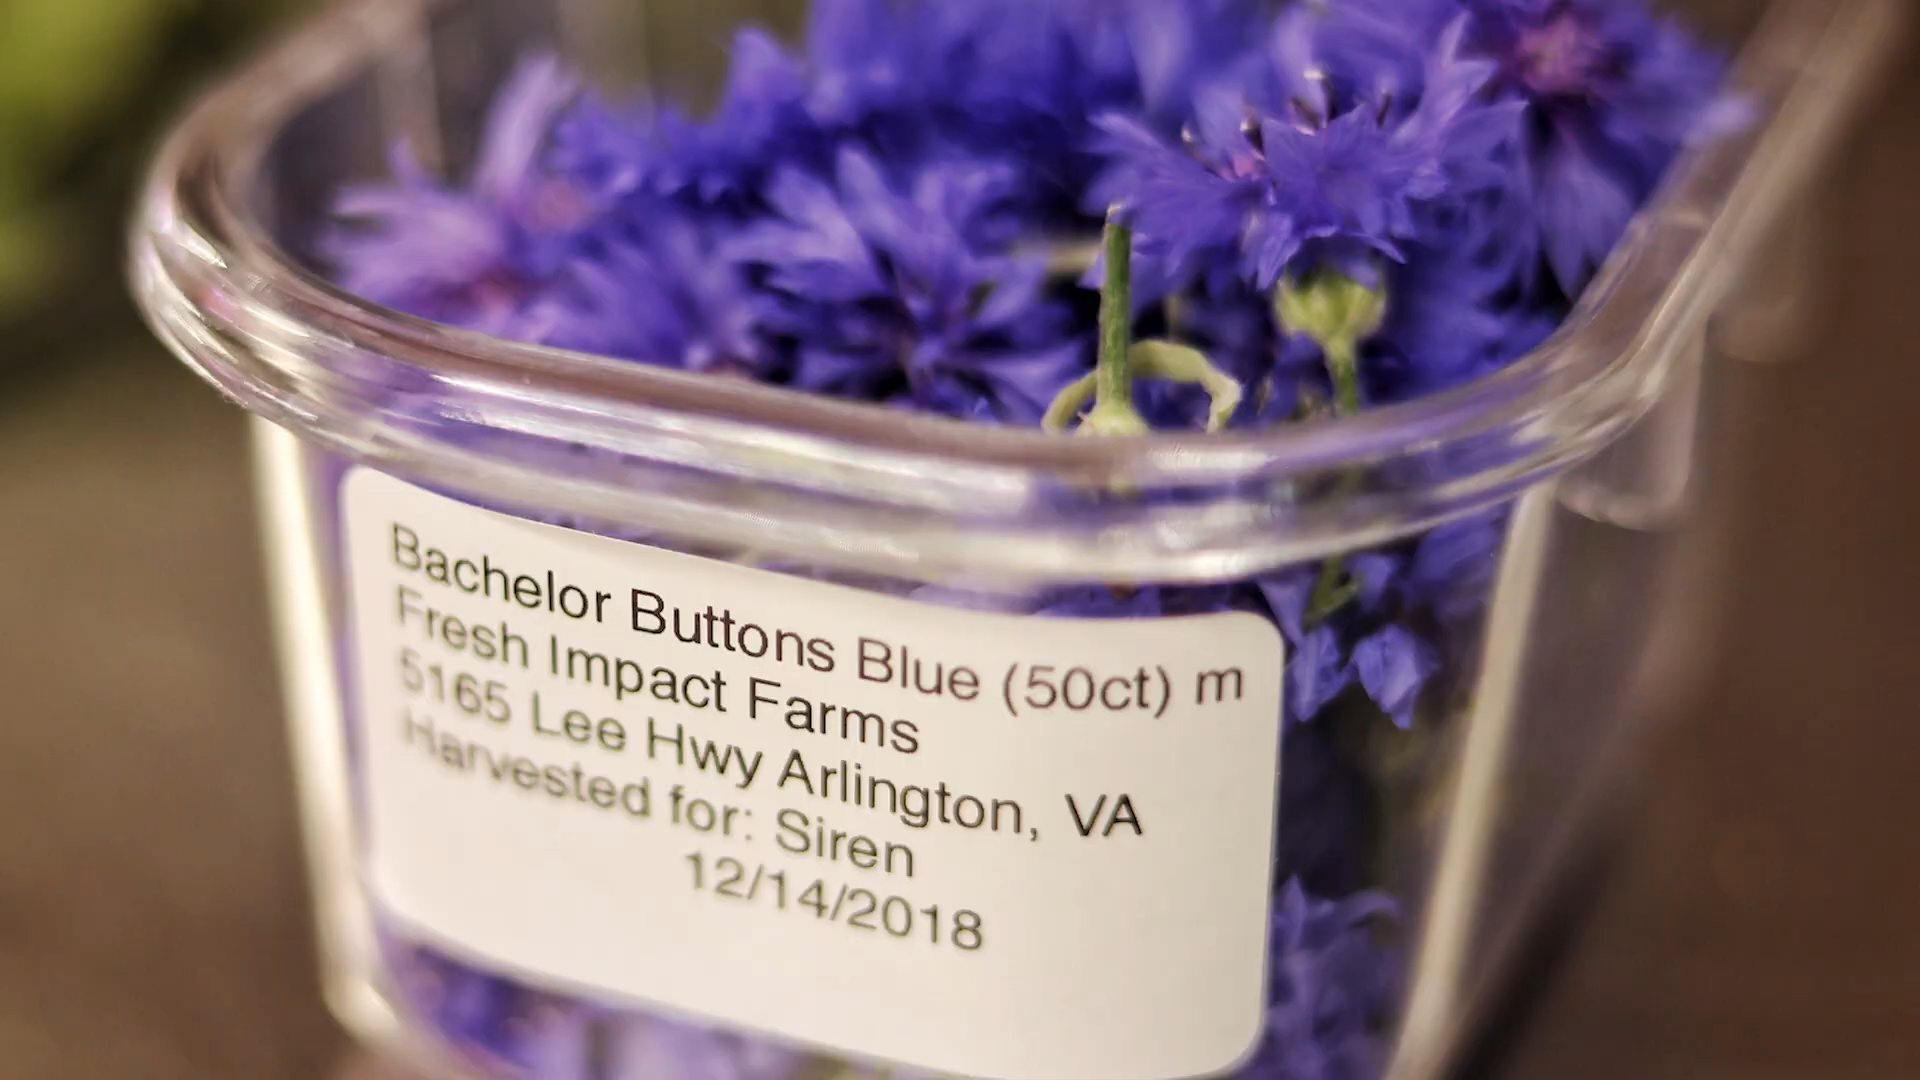 Bachelor Buttons Blue (50ct) m
Fresh Impact Farms
5165 Lee Hwy Arlington, VA
Harvested for: Siren
12/14/2018